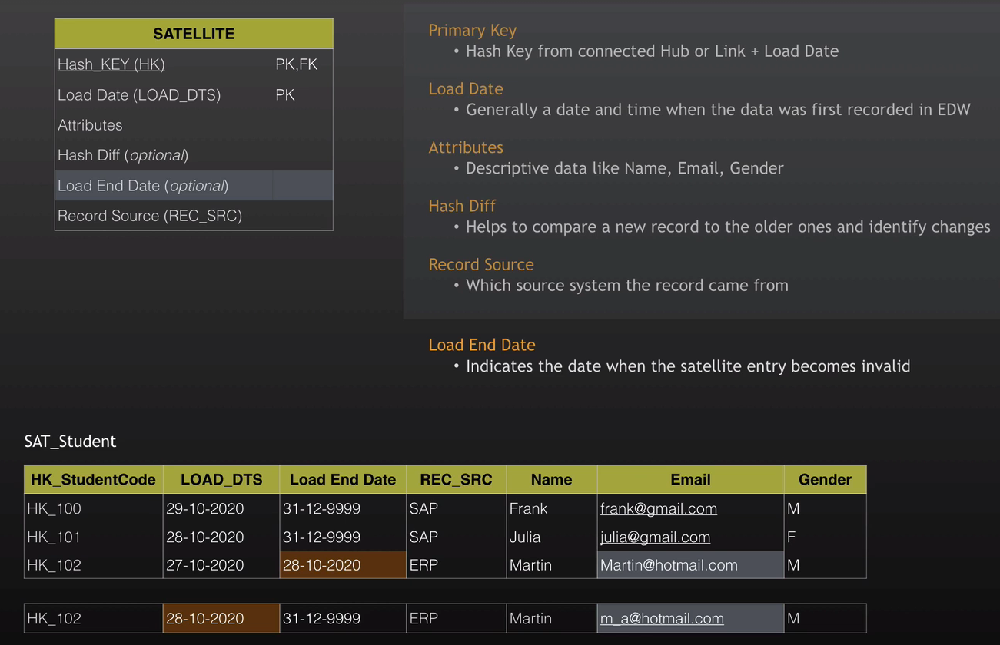 SATELLITE
Hash_KEY (HK) PK,FK
Load Date (LOAD_DTS) PK
Attributes
Hash Diff (optional)
Load End Date (optional)
Record Source (REC_SRC)
Primary Key
• Hash Key from connected Hub or Link + Load Date
Load Date
• Generally a date and time when the data was first recorded in EDW
Attributes
• Descriptive data like Name, Email, Gender
Hash Diff
• Helps to compare a new record to the older ones and identify changes
Record Source
• Which source system the record came from
Load End Date
• Indicates the date when the satellite entry becomes invalid
SAT_Student
HK_StudentCode LOAD_DTS Load End Date REC_SRC Name Email Gender
HK_100 29-10-2020 31-12-9999 SAP Frank frank@gmail.com M
HK_101 28-10-2020 31-12-9999 SAP Julia julia@gmail.com F
HK_102 27-10-2020 28-10-2020 ERP Martin Martin@hotmail.com M
HK_102 28-10-2020 31-12-9999 ERP Martin m_a@hotmail.com M